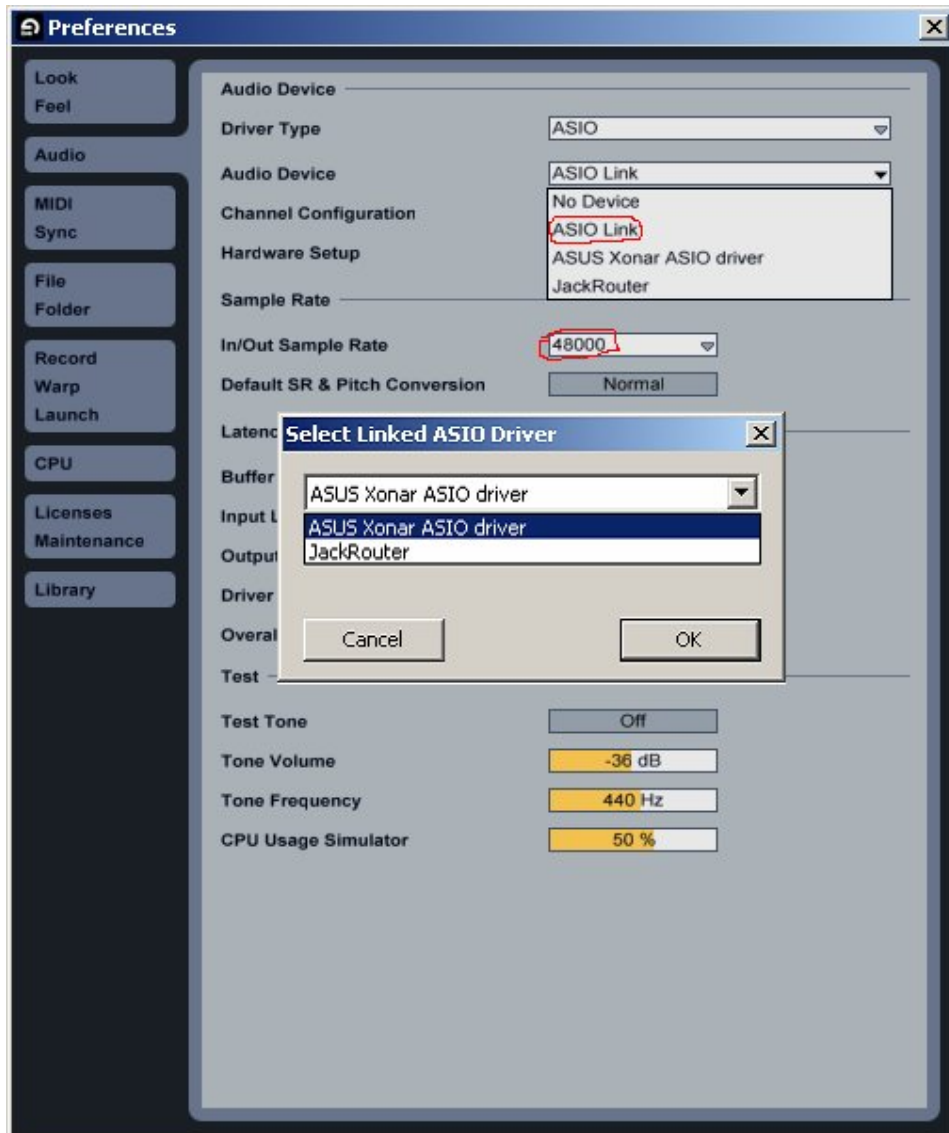 Preferences
Look
Feel
Audio
MIDI
Sync
File
Folder
Record
Warp
Launch
CPU
Licenses
Maintenance
Library
Audio Device
Driver Type ASIO
Audio Device ASIO Link
No Device
Channel Configuration
ASIO Link
Hardware Setup
ASUS Xonar ASIO driver
JackRouter
Sample Rate
In/Out Sample Rate 48000
Default SR & Pitch Conversion Normal
Latenc
Select Linked ASIO Driver
Buffer
ASUS Xonar ASIO driver
Input L
ASUS Xonar ASIO driver
JackRouter
Output
Driver
Overal
Cancel OK
Test
Test Tone Off
Tone Volume -36 dB
Tone Frequency 440 Hz
CPU Usage Simulator 50 %